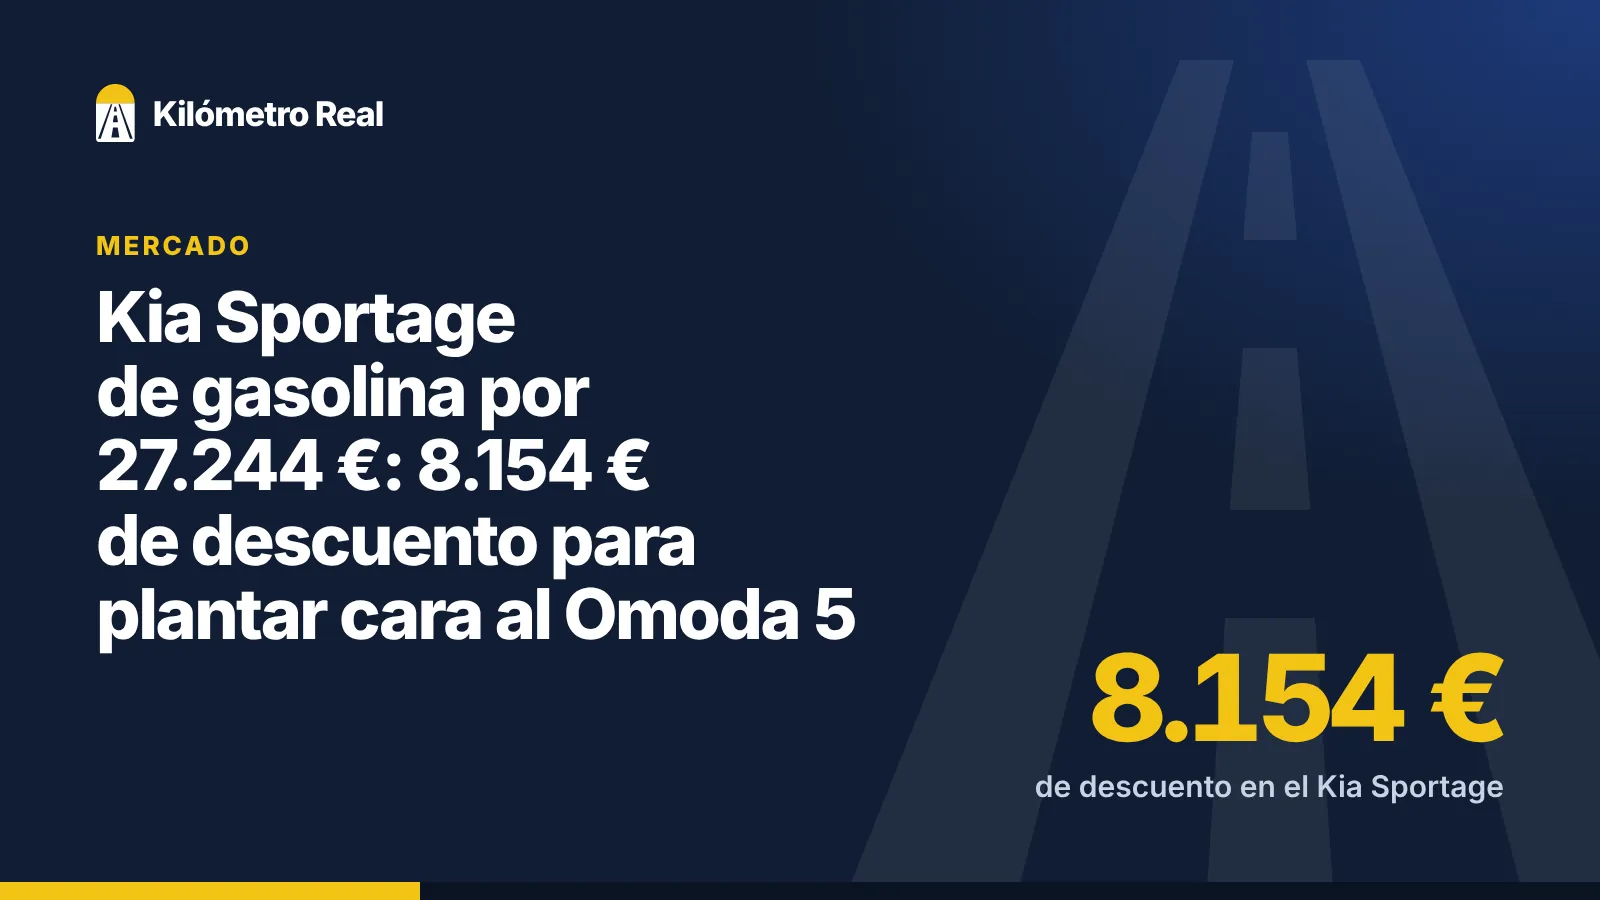 Kilómetro Real
MERCADO
Kia Sportage
de gasolina por
27.244 €: 8.154 €
de descuento para
plantar cara al Omoda 5
8.154 €
de descuento en el Kia Sportage